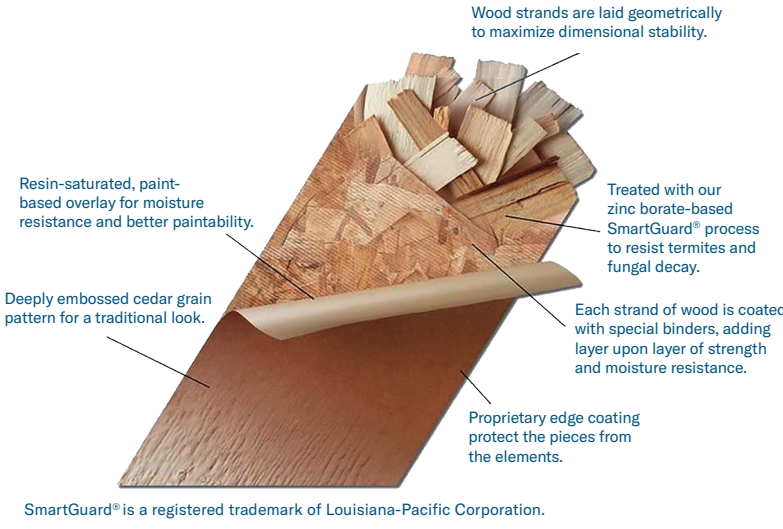 Wood strands are laid geometrically
to maximize dimensional stability.
Resin-saturated, paint-
based overlay for moisture
resistance and better paintability.
Treated with our
zinc borate-based
SmartGuard® process
to resist termites and
fungal decay.
Deeply embossed cedar grain
pattern for a traditional look.
Each strand of wood is coated
with special binders, adding
layer upon layer of strength
and moisture resistance.
Proprietary edge coating
protect the pieces from
the elements.
SmartGuard® is a registered trademark of Louisiana-Pacific Corporation.